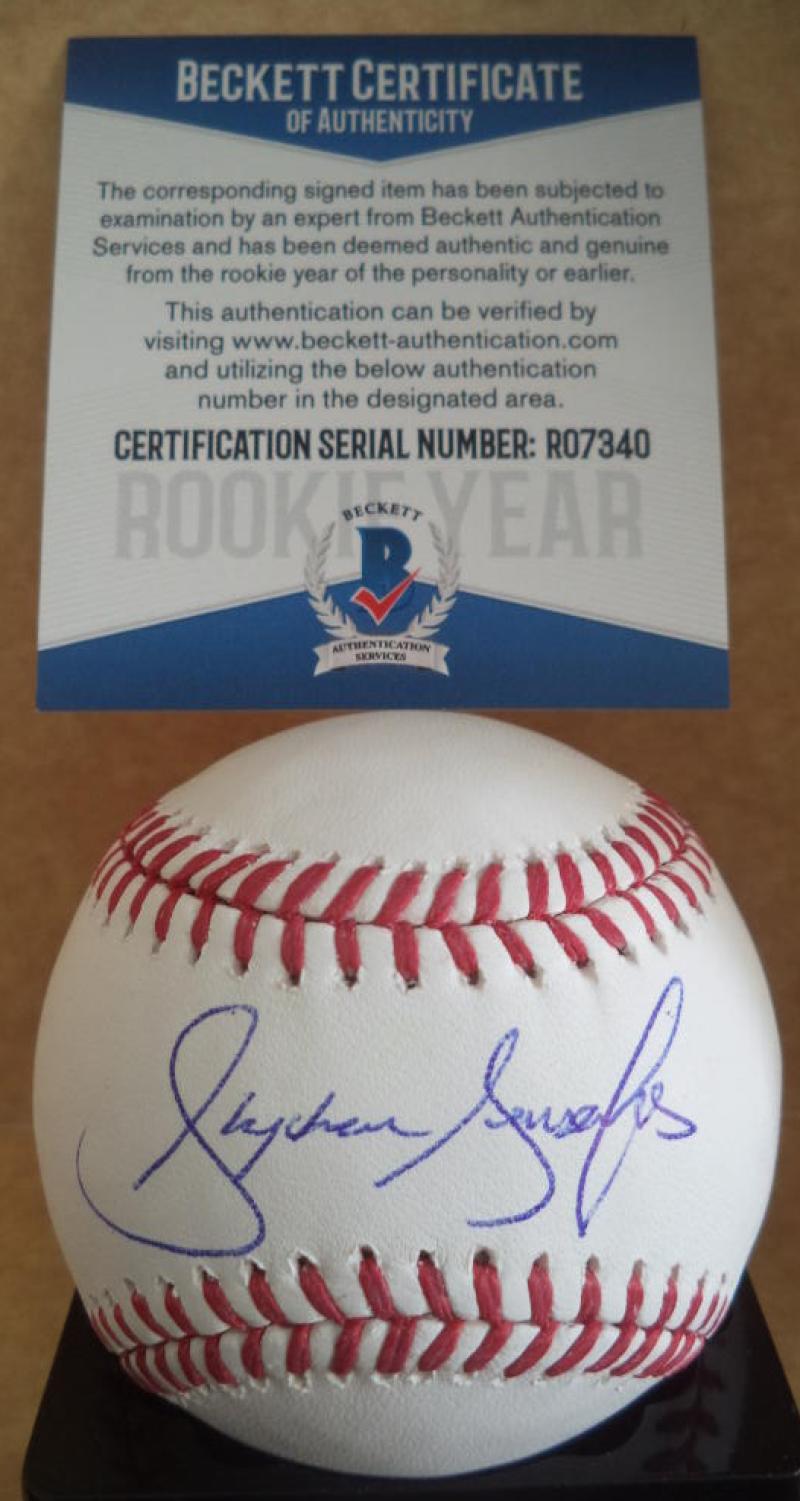 BECKETT CERTIFICATE
OF AUTHENTICITY
The corresponding signed item has been subjected to
examination by an expert from Beckett Authentication
Services and has been deemed authentic and genuine
from the rookie year of the personality or earlier.
This authentication can be verified by
visiting www.beckett-authentication.com
and utilizing the below authentication
number in the designated area.
CERTIFICATION SERIAL NUMBER: R07340
ROOKIE YEAR
BECKETT
B
AUTHENTICATION
SERVICES
Stephen